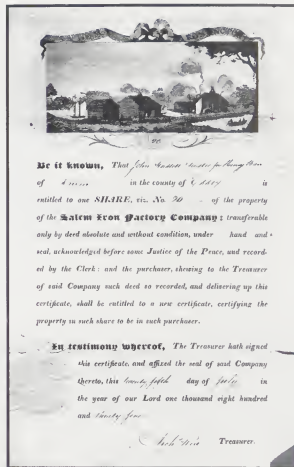 Be it known, That John
of in the county of Essex is
entitled to one SHARE, viz. No. of the property
of the Salem Iron Factory Company; transferable
only by deed absolute and without condition, under hand and
seal, acknowledged before some Justice of the Peace, and record-
ed by the Clerk: and the purchaser, shewing to the Treasurer
of said Company such deed so recorded, and delivering up this
certificate, shall be entitled to a new certificate, certifying the
property in such share to be in such purchaser.
In testimony whereof, The Treasurer hath signed
this certificate, and affixed the seal of said Company
thereto, this twenty fifth day of July in
the year of our Lord one thousand eight hundred
and twenty four
Treasurer.